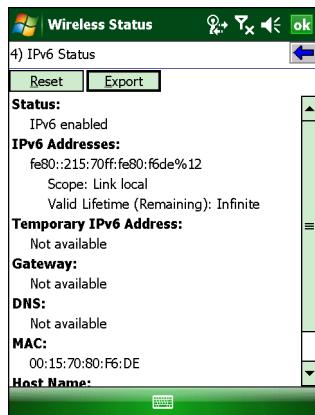 Wireless Status
ok
4) IPv6 Status
Reset
Export
Status:
IPv6 enabled
IPv6 Addresses:
fe80::215:70ff:fe80:f6de%12
Scope: Link local
Valid Lifetime (Remaining): Infinite
Temporary IPv6 Address:
Not available
Gateway:
Not available
DNS:
Not available
MAC:
00:15:70:80:F6:DE
Host Name: